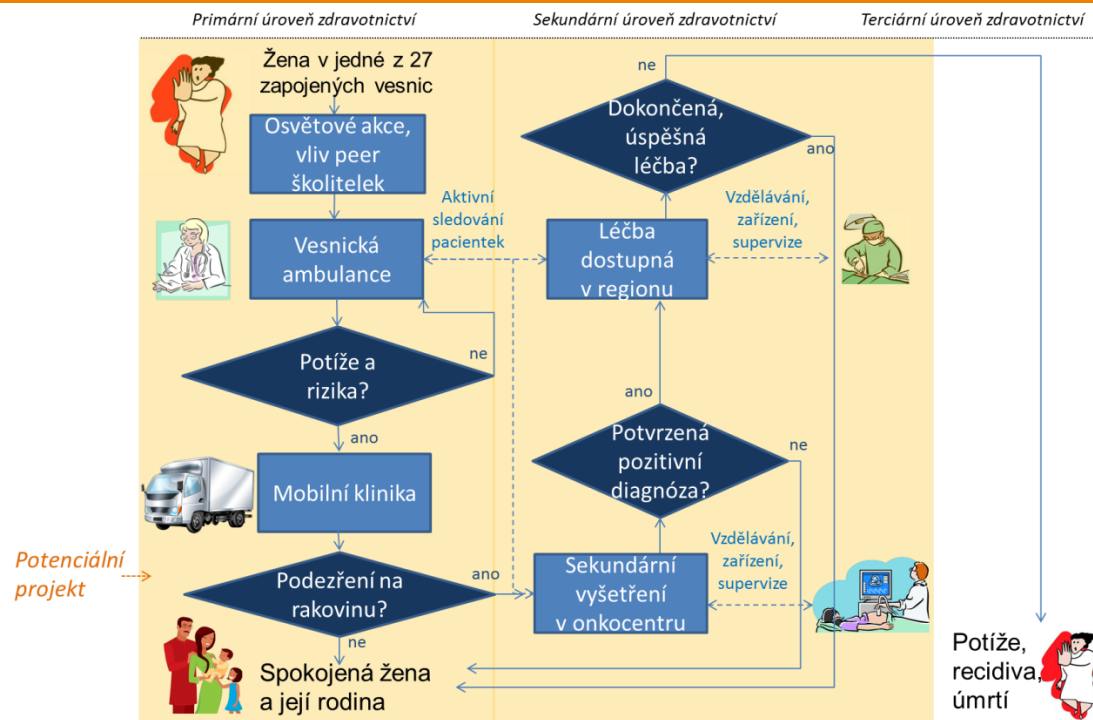 Primární úroveň zdravotnictví
Sekundární úroveň zdravotnictví
Terciární úroveň zdravotnictví
Žena v jedné z 27
zapojených vesnic
Osvětové akce,
vliv peer
školitelek
Vesnická
ambulance
Aktivní
sledování
pacientek
Potíže a
rizika?
ne
ano
Mobilní klinika
Potenciální
projekt
Podezření na
rakovinu?
ano
ne
Spokojená žena
a její rodina
ne
Dokončená,
úspěšná
léčba?
ano
Léčba
dostupná
v regionu
Vzdělávání,
zařízení,
supervize
ano
Potvrzená
pozitivní
diagnóza?
ne
Sekundární
vyšetření
v onkocentru
Vzdělávání,
zařízení,
supervize
Potíže,
recidiva,
úmrtí